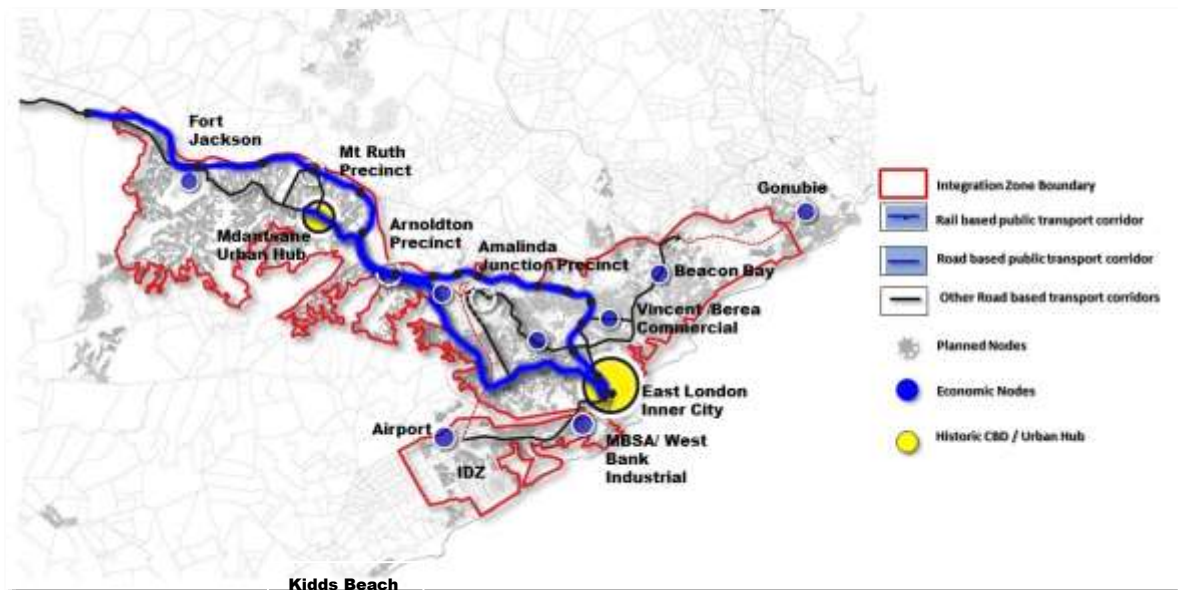 Fort
Jackson
Mt Ruth
Precinct
Gonubie
Mdantsane
Urban Hub
Arnoldton
Precinct
Amalinda
Junction Precinct
Beacon Bay
Vincent /Berea
Commercial
East London
Inner City
Airport
MBSA/ West
Bank
Industrial
IDZ
Kidds Beach
Integration Zone Boundary
Rail based public transport corridor
Road based public transport corridor
Other Road based transport corridors
Planned Nodes
Economic Nodes
Historic CBD / Urban Hub